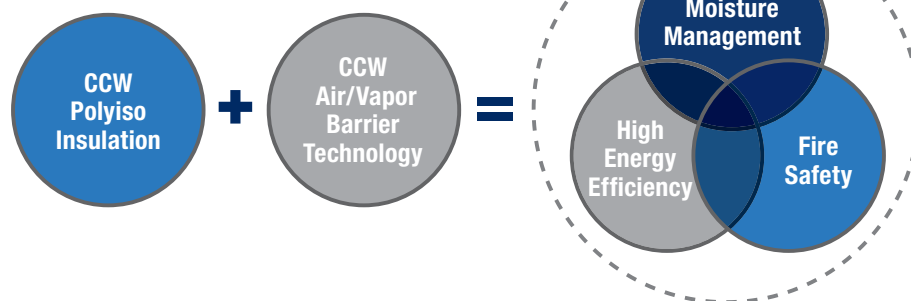 CCW
Polyiso
Insulation
+
CCW
Air/Vapor
Barrier
Technology
=
Moisture
Management
High
Energy
Efficiency
Fire
Safety